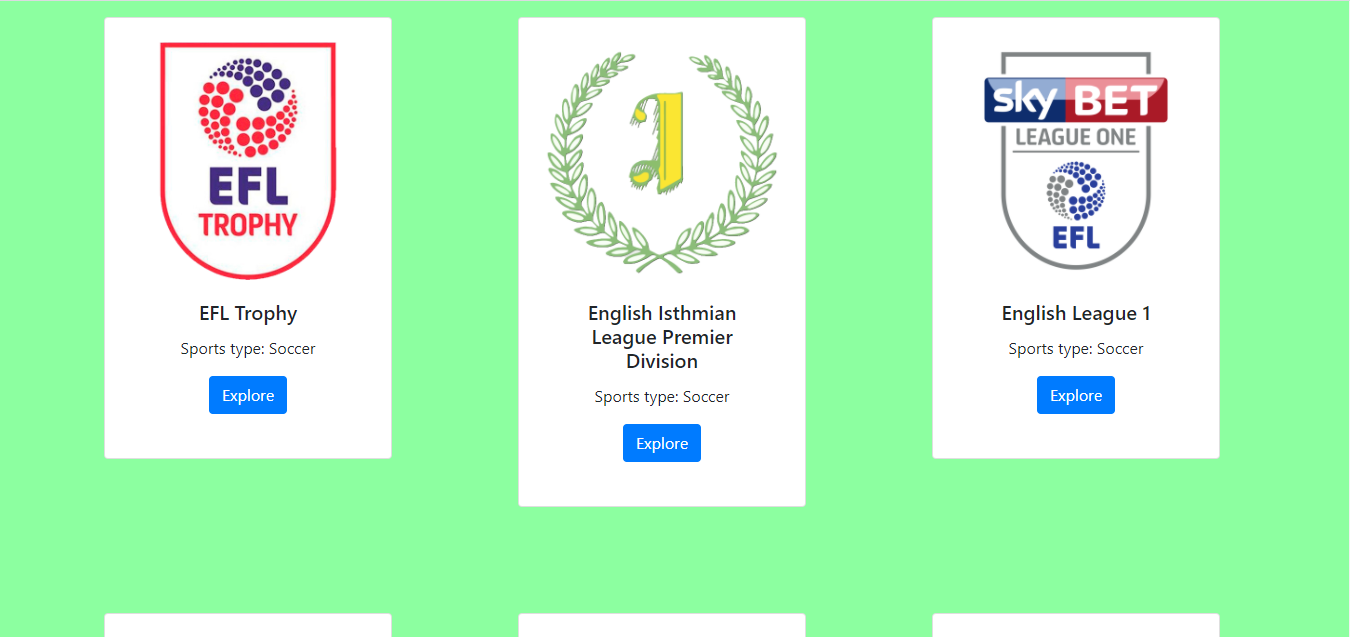 EFL
TROPHY
EFL Trophy
Sports type: Soccer
Explore
I
English Isthmian
League Premier
Division
Sports type: Soccer
Explore
sky BET
LEAGUE ONE
EFL
English League 1
Sports type: Soccer
Explore